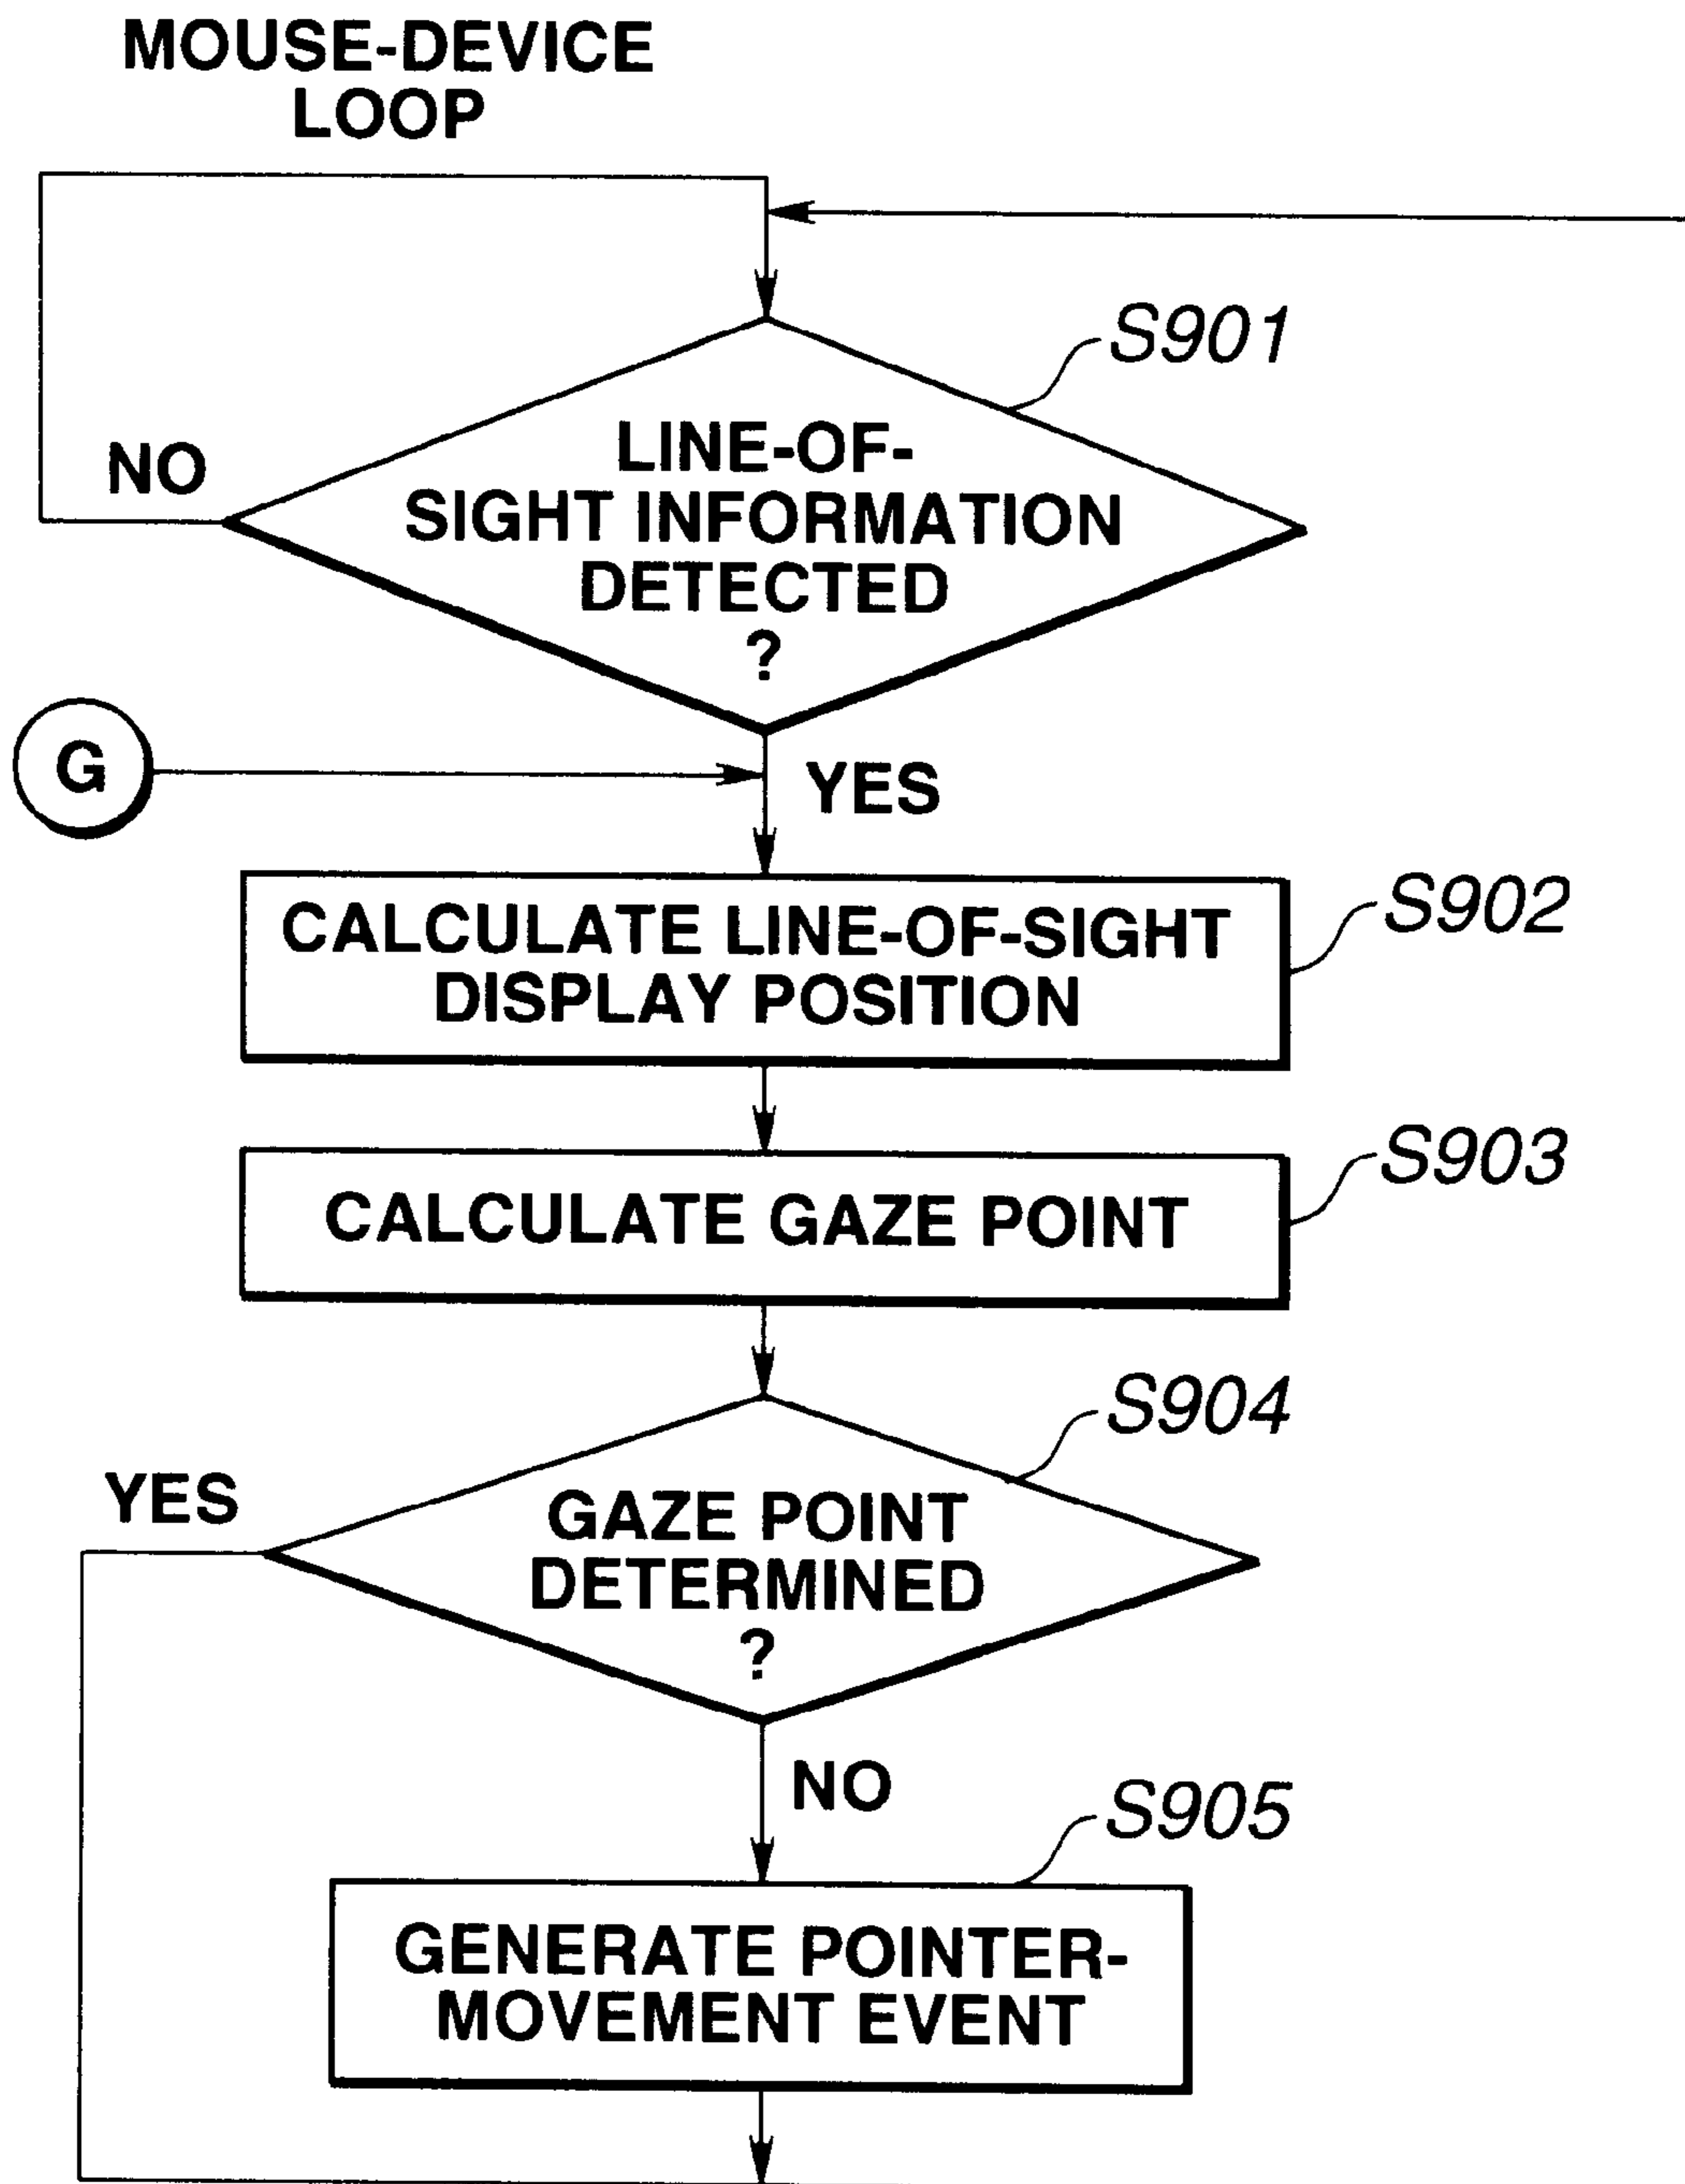 MOUSE-DEVICE
LOOP
S901
LINE-OF-
SIGHT INFORMATION
DETECTED
?
NO
G
YES
S902
CALCULATE LINE-OF-SIGHT
DISPLAY POSITION
S903
CALCULATE GAZE POINT
S904
YES
GAZE POINT
DETERMINED
?
NO
S905
GENERATE POINTER-
MOVEMENT EVENT